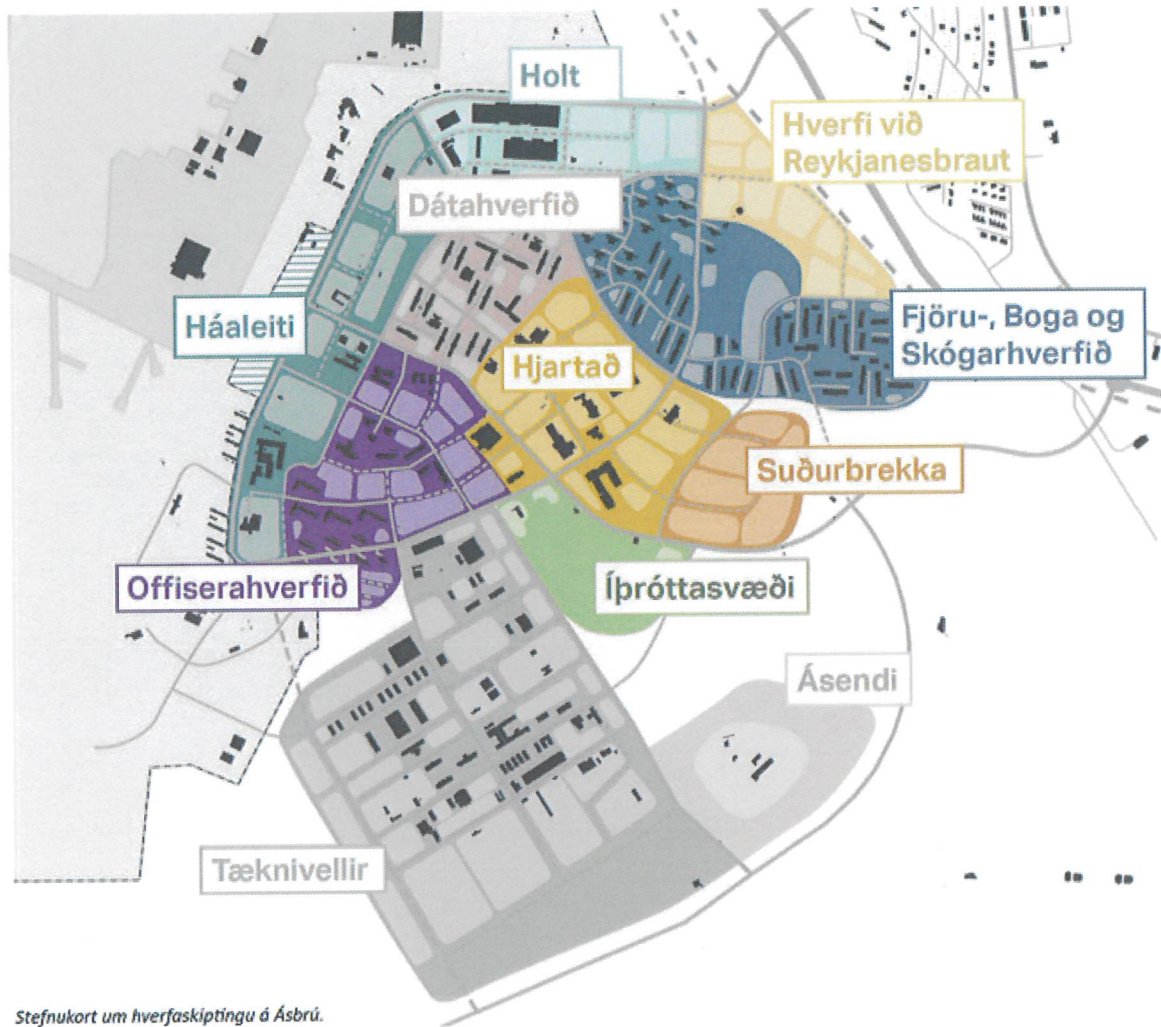 Holt
Hverfi við
Reykjanesbraut
Dátahverfið
Háaleiti
Fjöru-, Boga og
Skógarhverfið
Hjartað
Suðurbrekka
Offiserahverfið
Íþróttasvæði
Ásendi
Tæknivellir
Stefnukort um hverfaskiptingu á Ásbrú.